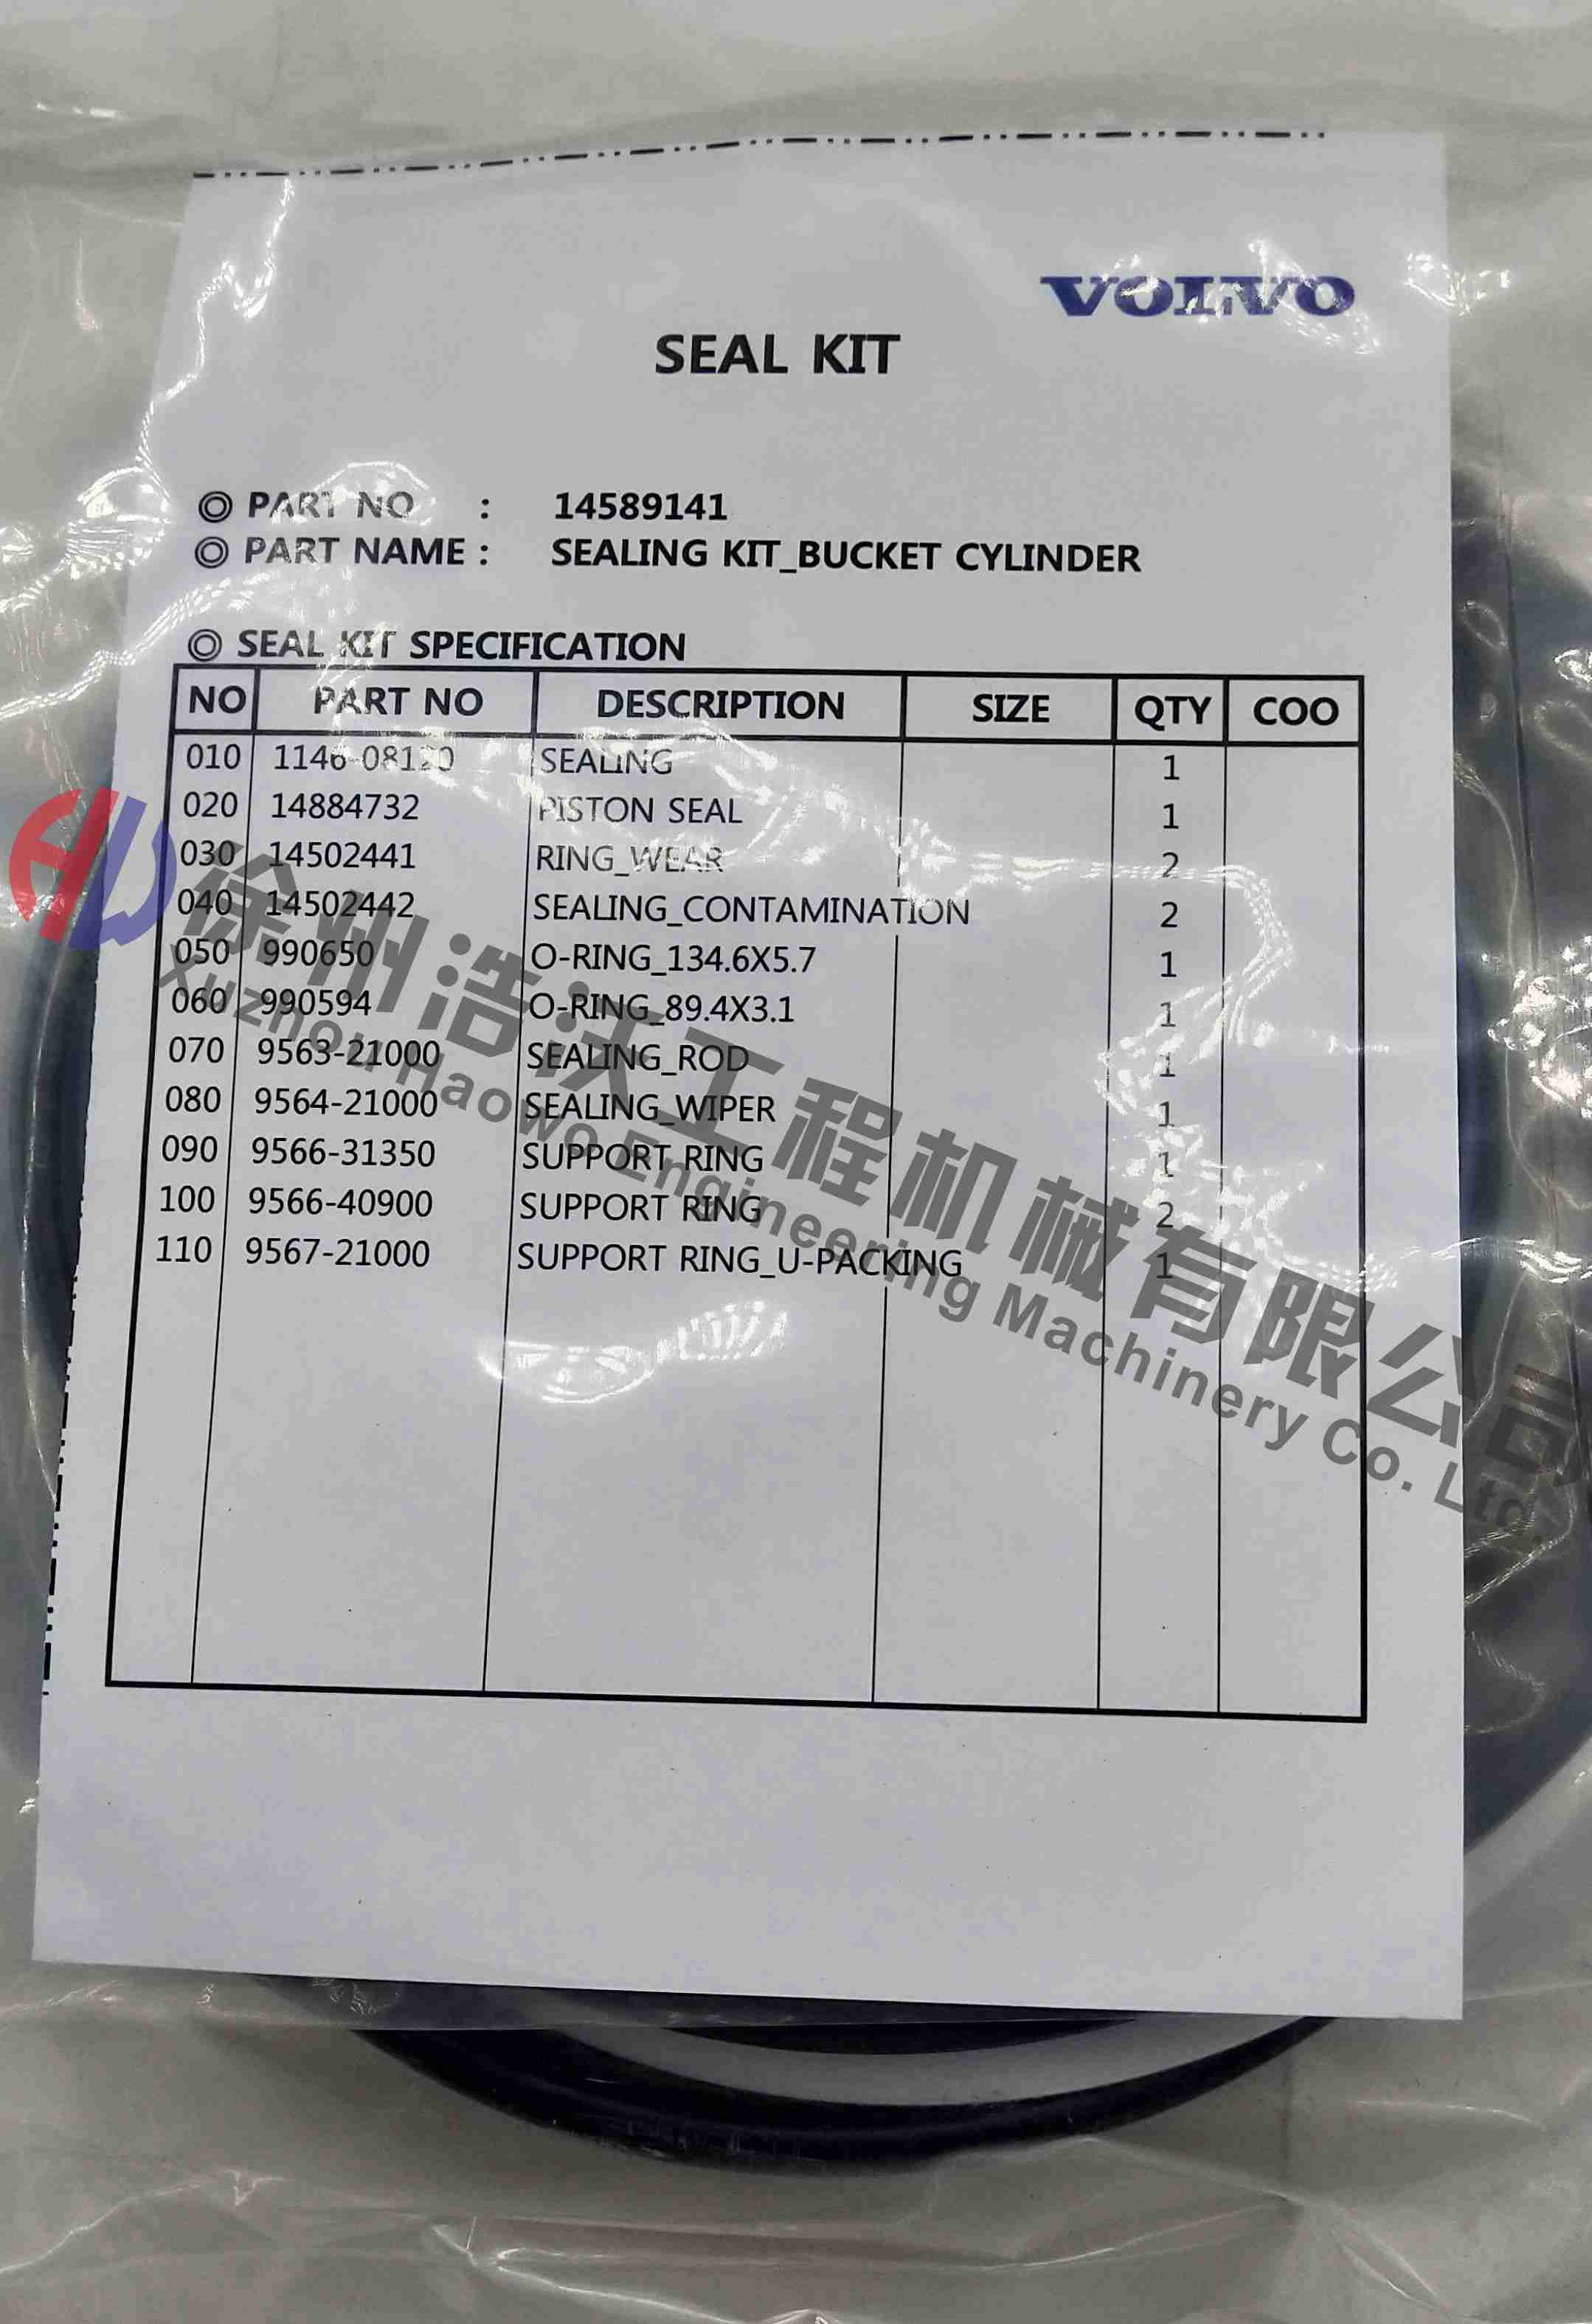 VOLVO
SEAL KIT
◎ PART NO : 14589141
◎ PART NAME : SEALING KIT_BUCKET CYLINDER
◎ SEAL KIT SPECIFICATION
NO PART NO DESCRIPTION SIZE QTY COO
010 1146-08120 SEALING 1
020 14884732 PISTON SEAL 1
030 14502441 RING_WEAR 2
040 14502442 SEALING_CONTAMINATION 2
050 990650 O-RING_134.6X5.7 1
060 990594 O-RING_89.4X3.1 1
070 9563-21000 SEALING_ROD 1
080 9564-21000 SEALING_WIPER 1
090 9566-31350 SUPPORT RING 1
100 9566-40900 SUPPORT RING 2
110 9567-21000 SUPPORT RING_U-PACKING 1
徐州浩沃工程机械有限公司
Xuzhou Haowo Engineering Machinery Co. Ltd